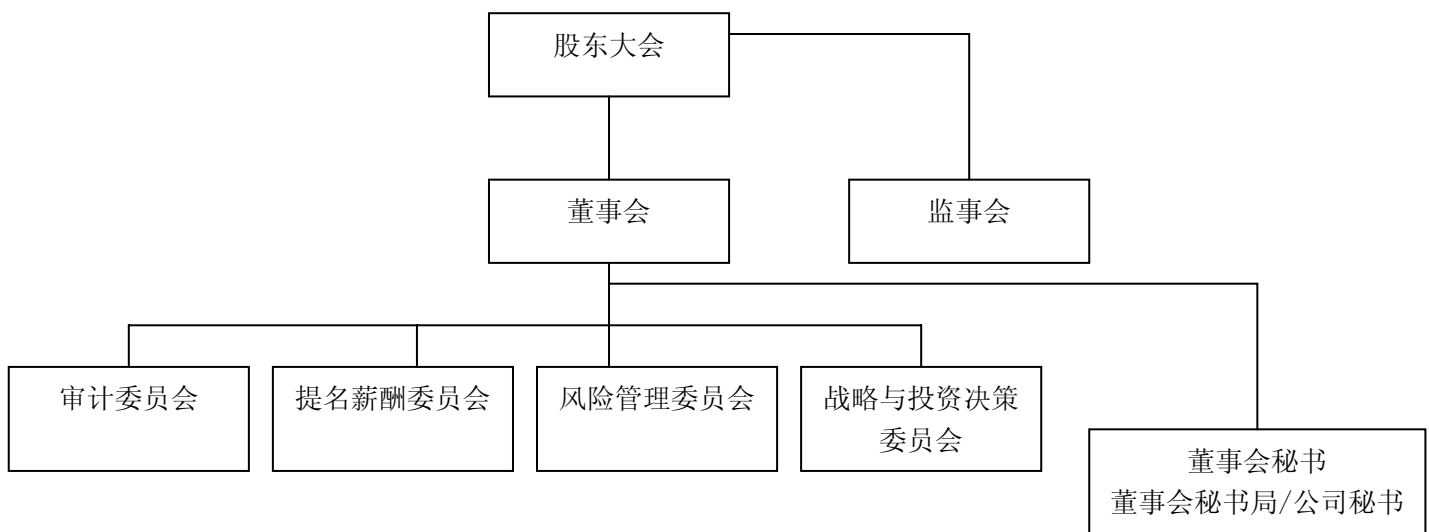 股东大会
董事会
监事会
审计委员会
提名薪酬委员会
风险管理委员会
战略与投资决策
委员会
董事会秘书
董事会秘书局/公司秘书